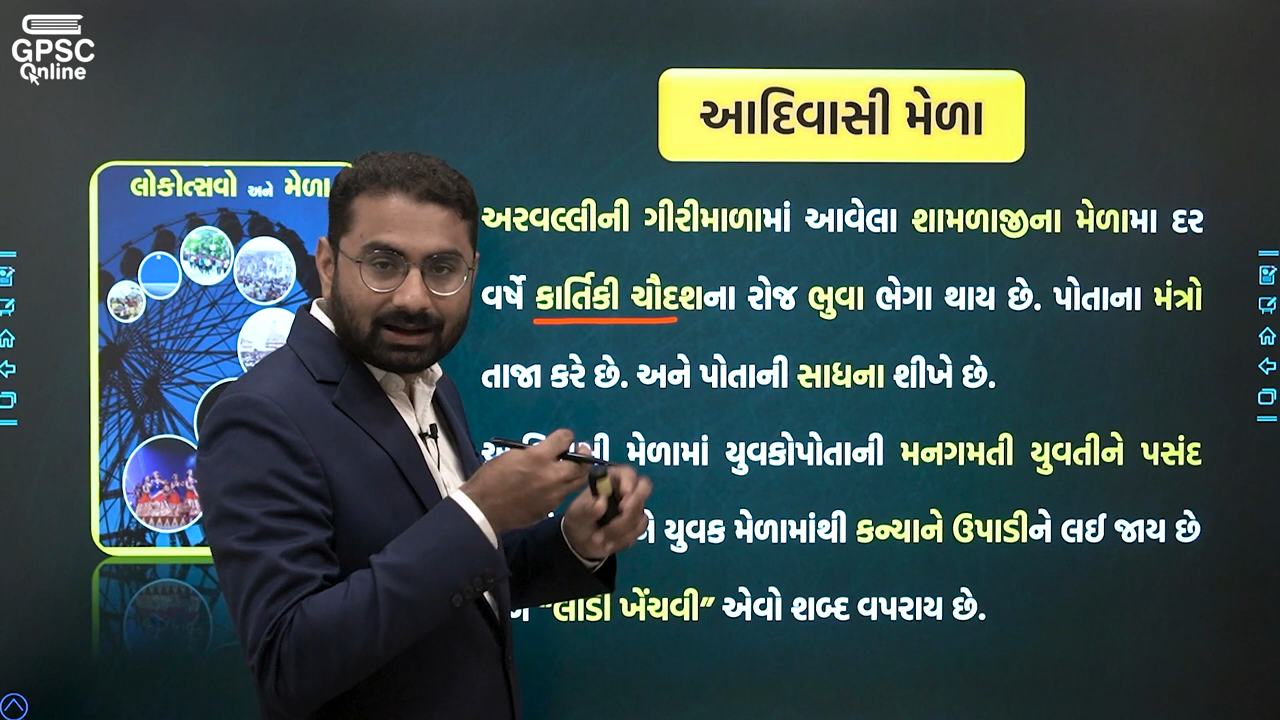 GPSC
Online
આદિવાસી મેળા
લોકોત્સવો અને મેળા
અરવલ્લીની ગીરીમાળામાં આવેલા શામળાજીના મેળામા દર
વર્ષે કાર્તિકી ચૌદશના રોજ ભુવા ભેગા થાય છે. પોતાના મંત્રો
તાજા કરે છે. અને પોતાની સાધના શીખે છે.
મેળામાં યુવકોપોતાની મનગમતી યુવતીને પસંદ
યુવક મેળામાંથી કન્યાને ઉપાડીને લઈ જાય છે
ખેંચવી” એવો શબ્દ વપરાય છે.